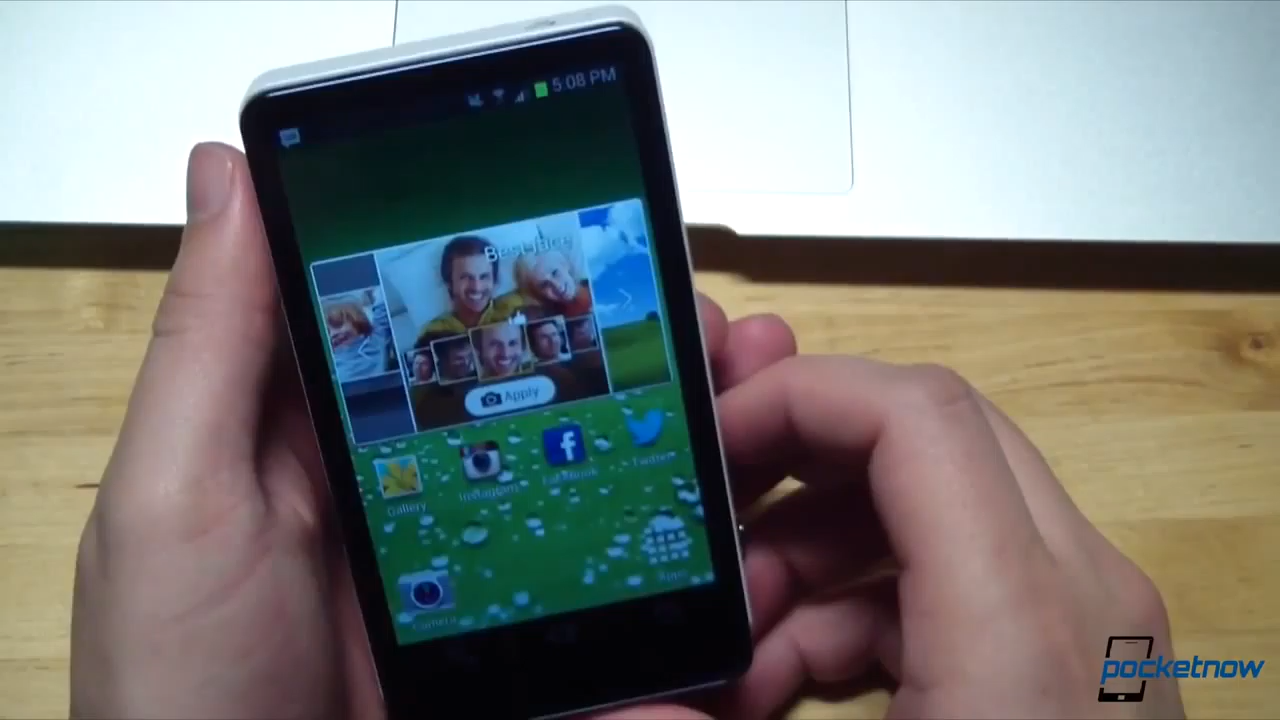 5:08 PM
Best face
Apply
Gallery
Instagram
Facebook
Twitter
Apps
Camera
pocketnow